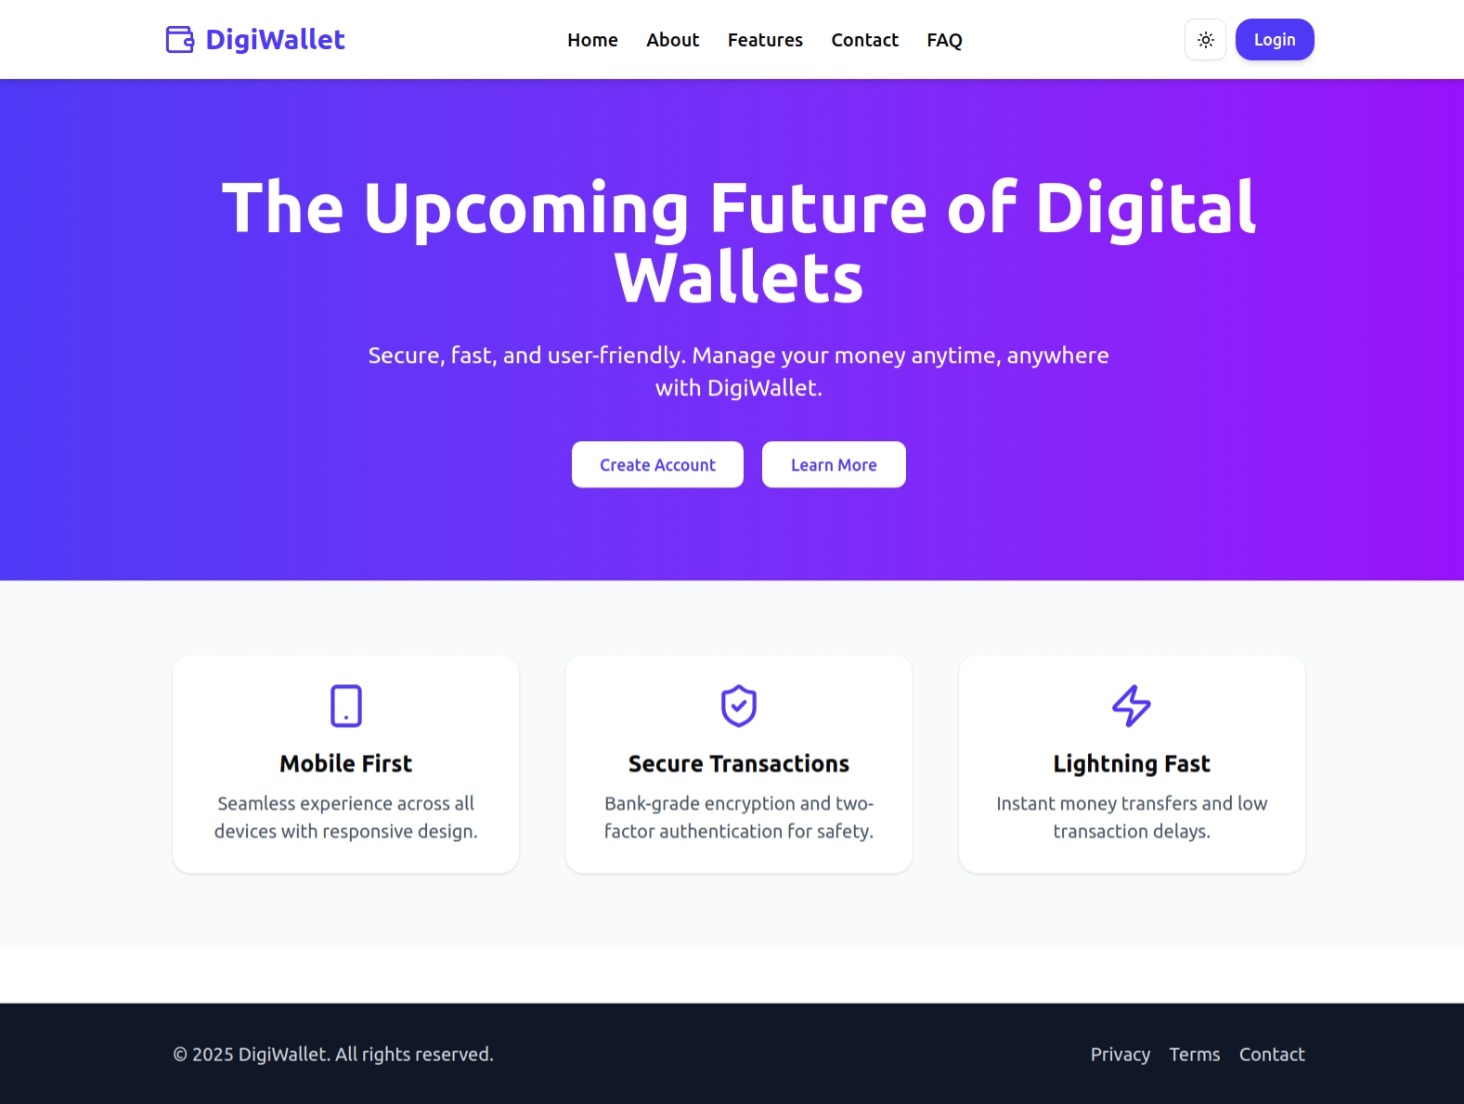 DigiWallet
Home About Features Contact FAQ
Login
The Upcoming Future of Digital
Wallets
Secure, fast, and user-friendly. Manage your money anytime, anywhere
with DigiWallet.
Create Account
Learn More
Mobile First
Seamless experience across all
devices with responsive design.
Secure Transactions
Bank-grade encryption and two-
factor authentication for safety.
Lightning Fast
Instant money transfers and low
transaction delays.
© 2025 DigiWallet. All rights reserved.
Privacy Terms Contact